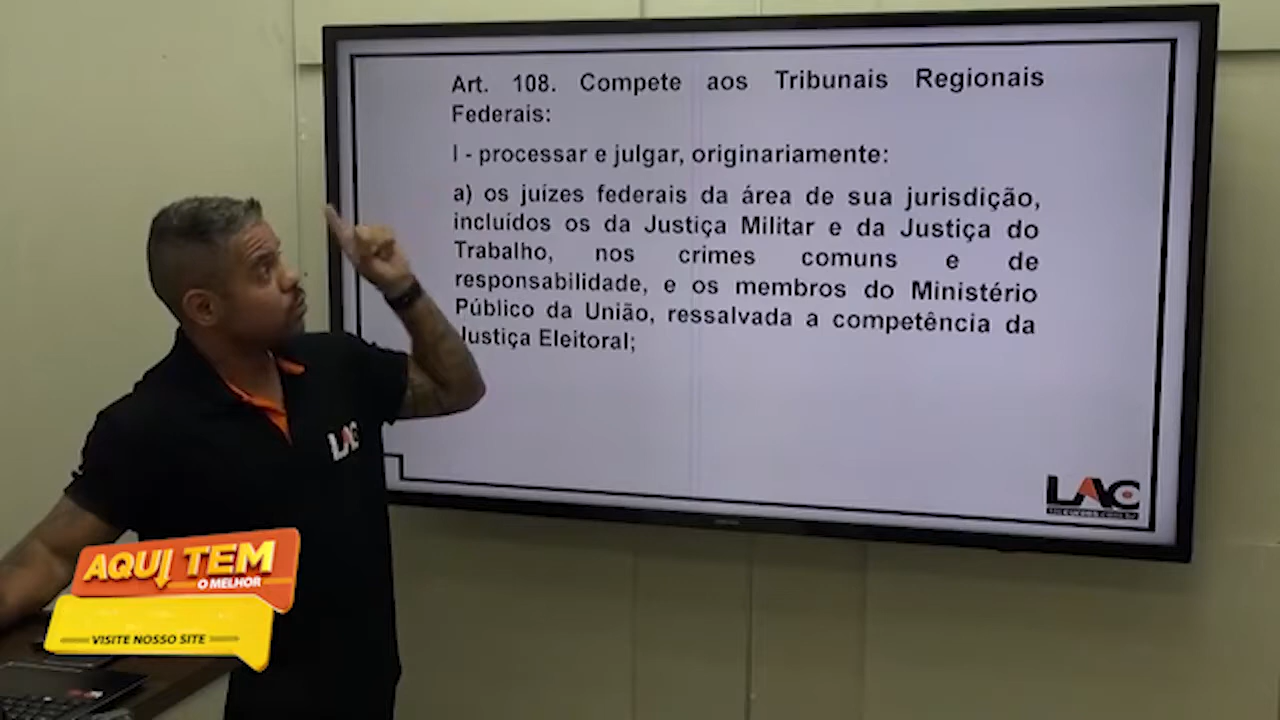 Art. 108. Compete aos Tribunais Regionais
Federais:
I - processar e julgar, originariamente:
a) os juízes federais da área de sua jurisdição,
incluídos os da Justiça Militar e da Justiça do
Trabalho, nos crimes comuns e de
responsabilidade, e os membros do Ministério
Público da União, ressalvada a competência da
Justiça Eleitoral;
LAC
LAC
AQUI TEM
O MELHOR
VISITE NOSSO SITE